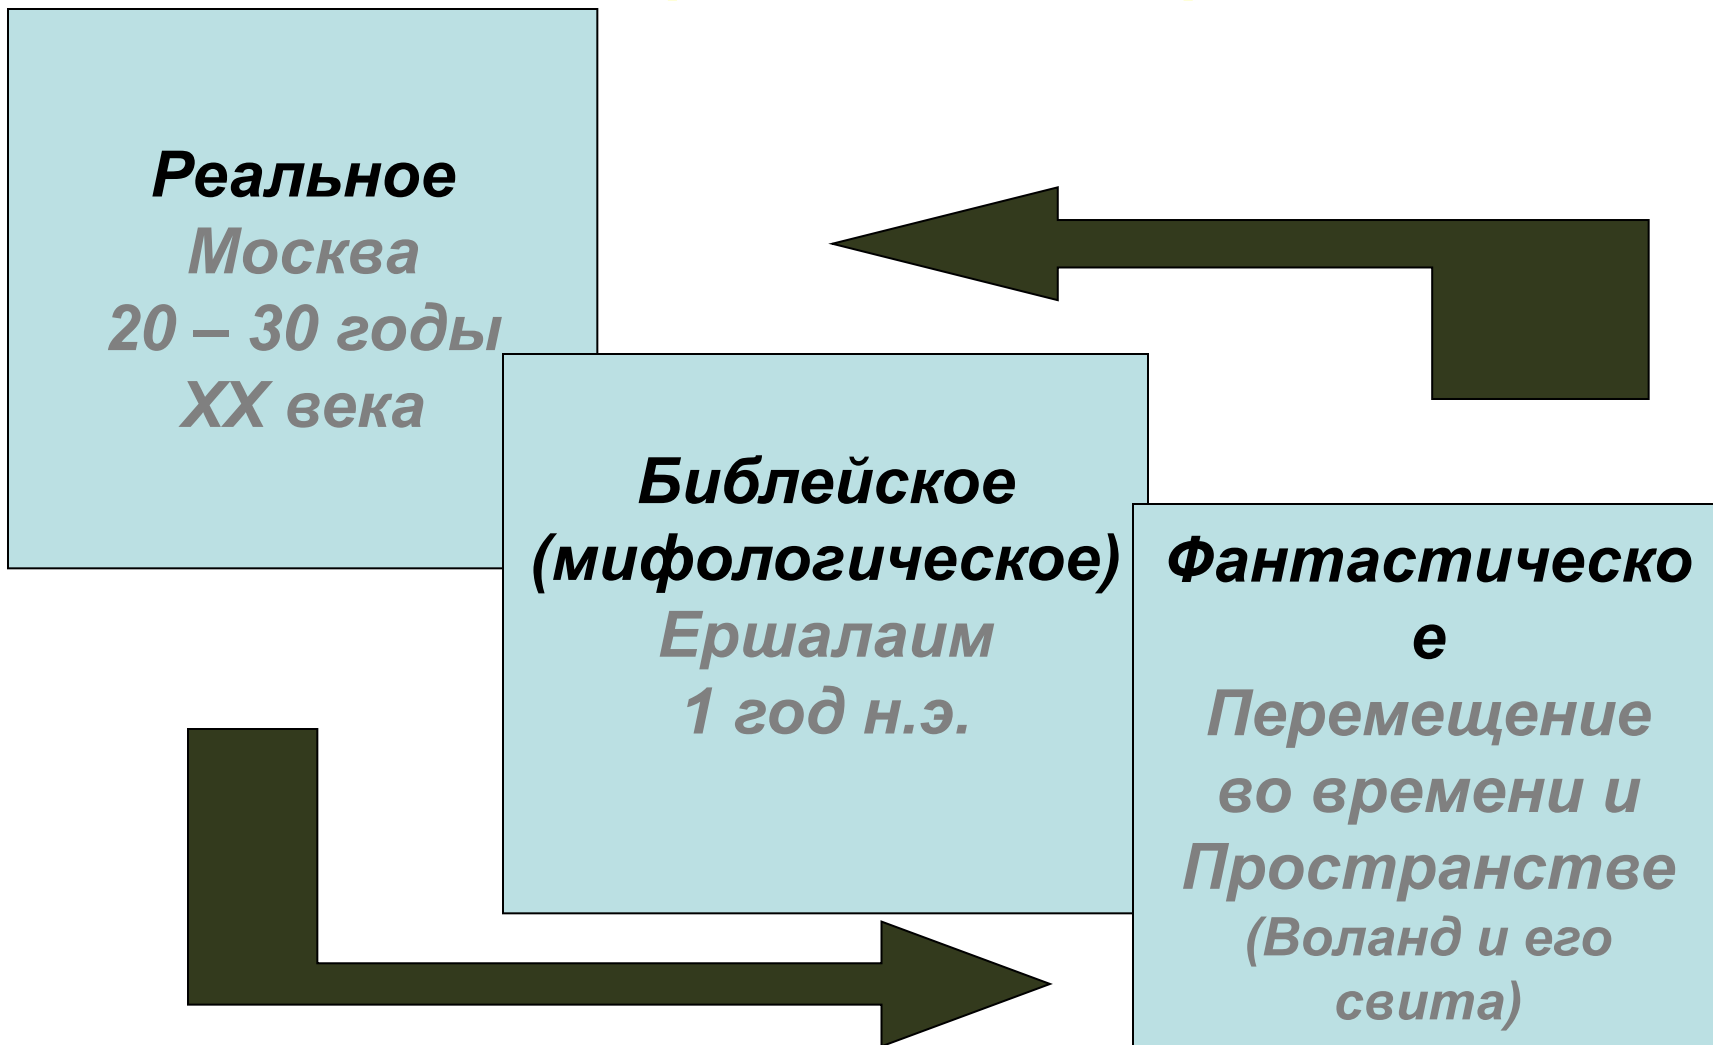 Реальное
Москва
20 – 30 годы
XX века
Библейское
(мифологическое)
Ершалаим
1 год н.э.
Фантастическо
е
Перемещение
во времени и
Пространстве
(Воланд и его
свита)